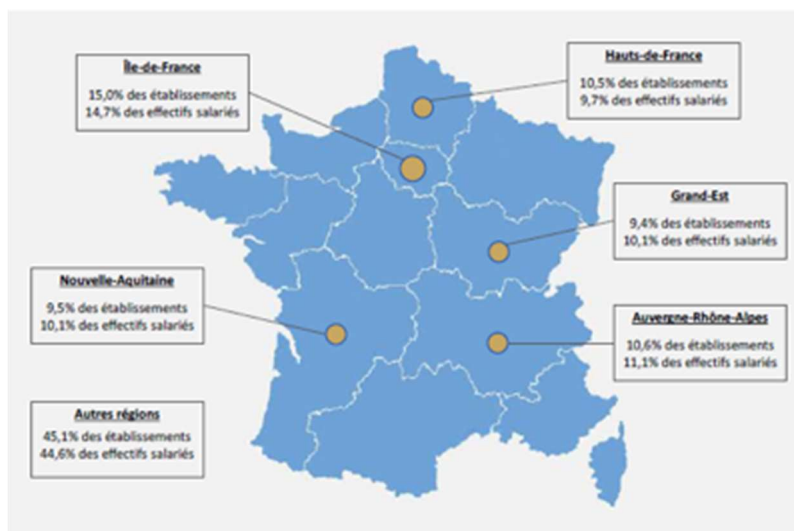 Île-de-France
15,0% des établissements
14,7% des effectifs salariés
Hauts-de-France
10,5% des établissements
9,7% des effectifs salariés
Grand-Est
9,4% des établissements
10,1% des effectifs salariés
Nouvelle-Aquitaine
9,5% des établissements
10,1% des effectifs salariés
Auvergne-Rhône-Alpes
10,6% des établissements
11,1% des effectifs salariés
Autres régions
45,1% des établissements
44,6% des effectifs salariés